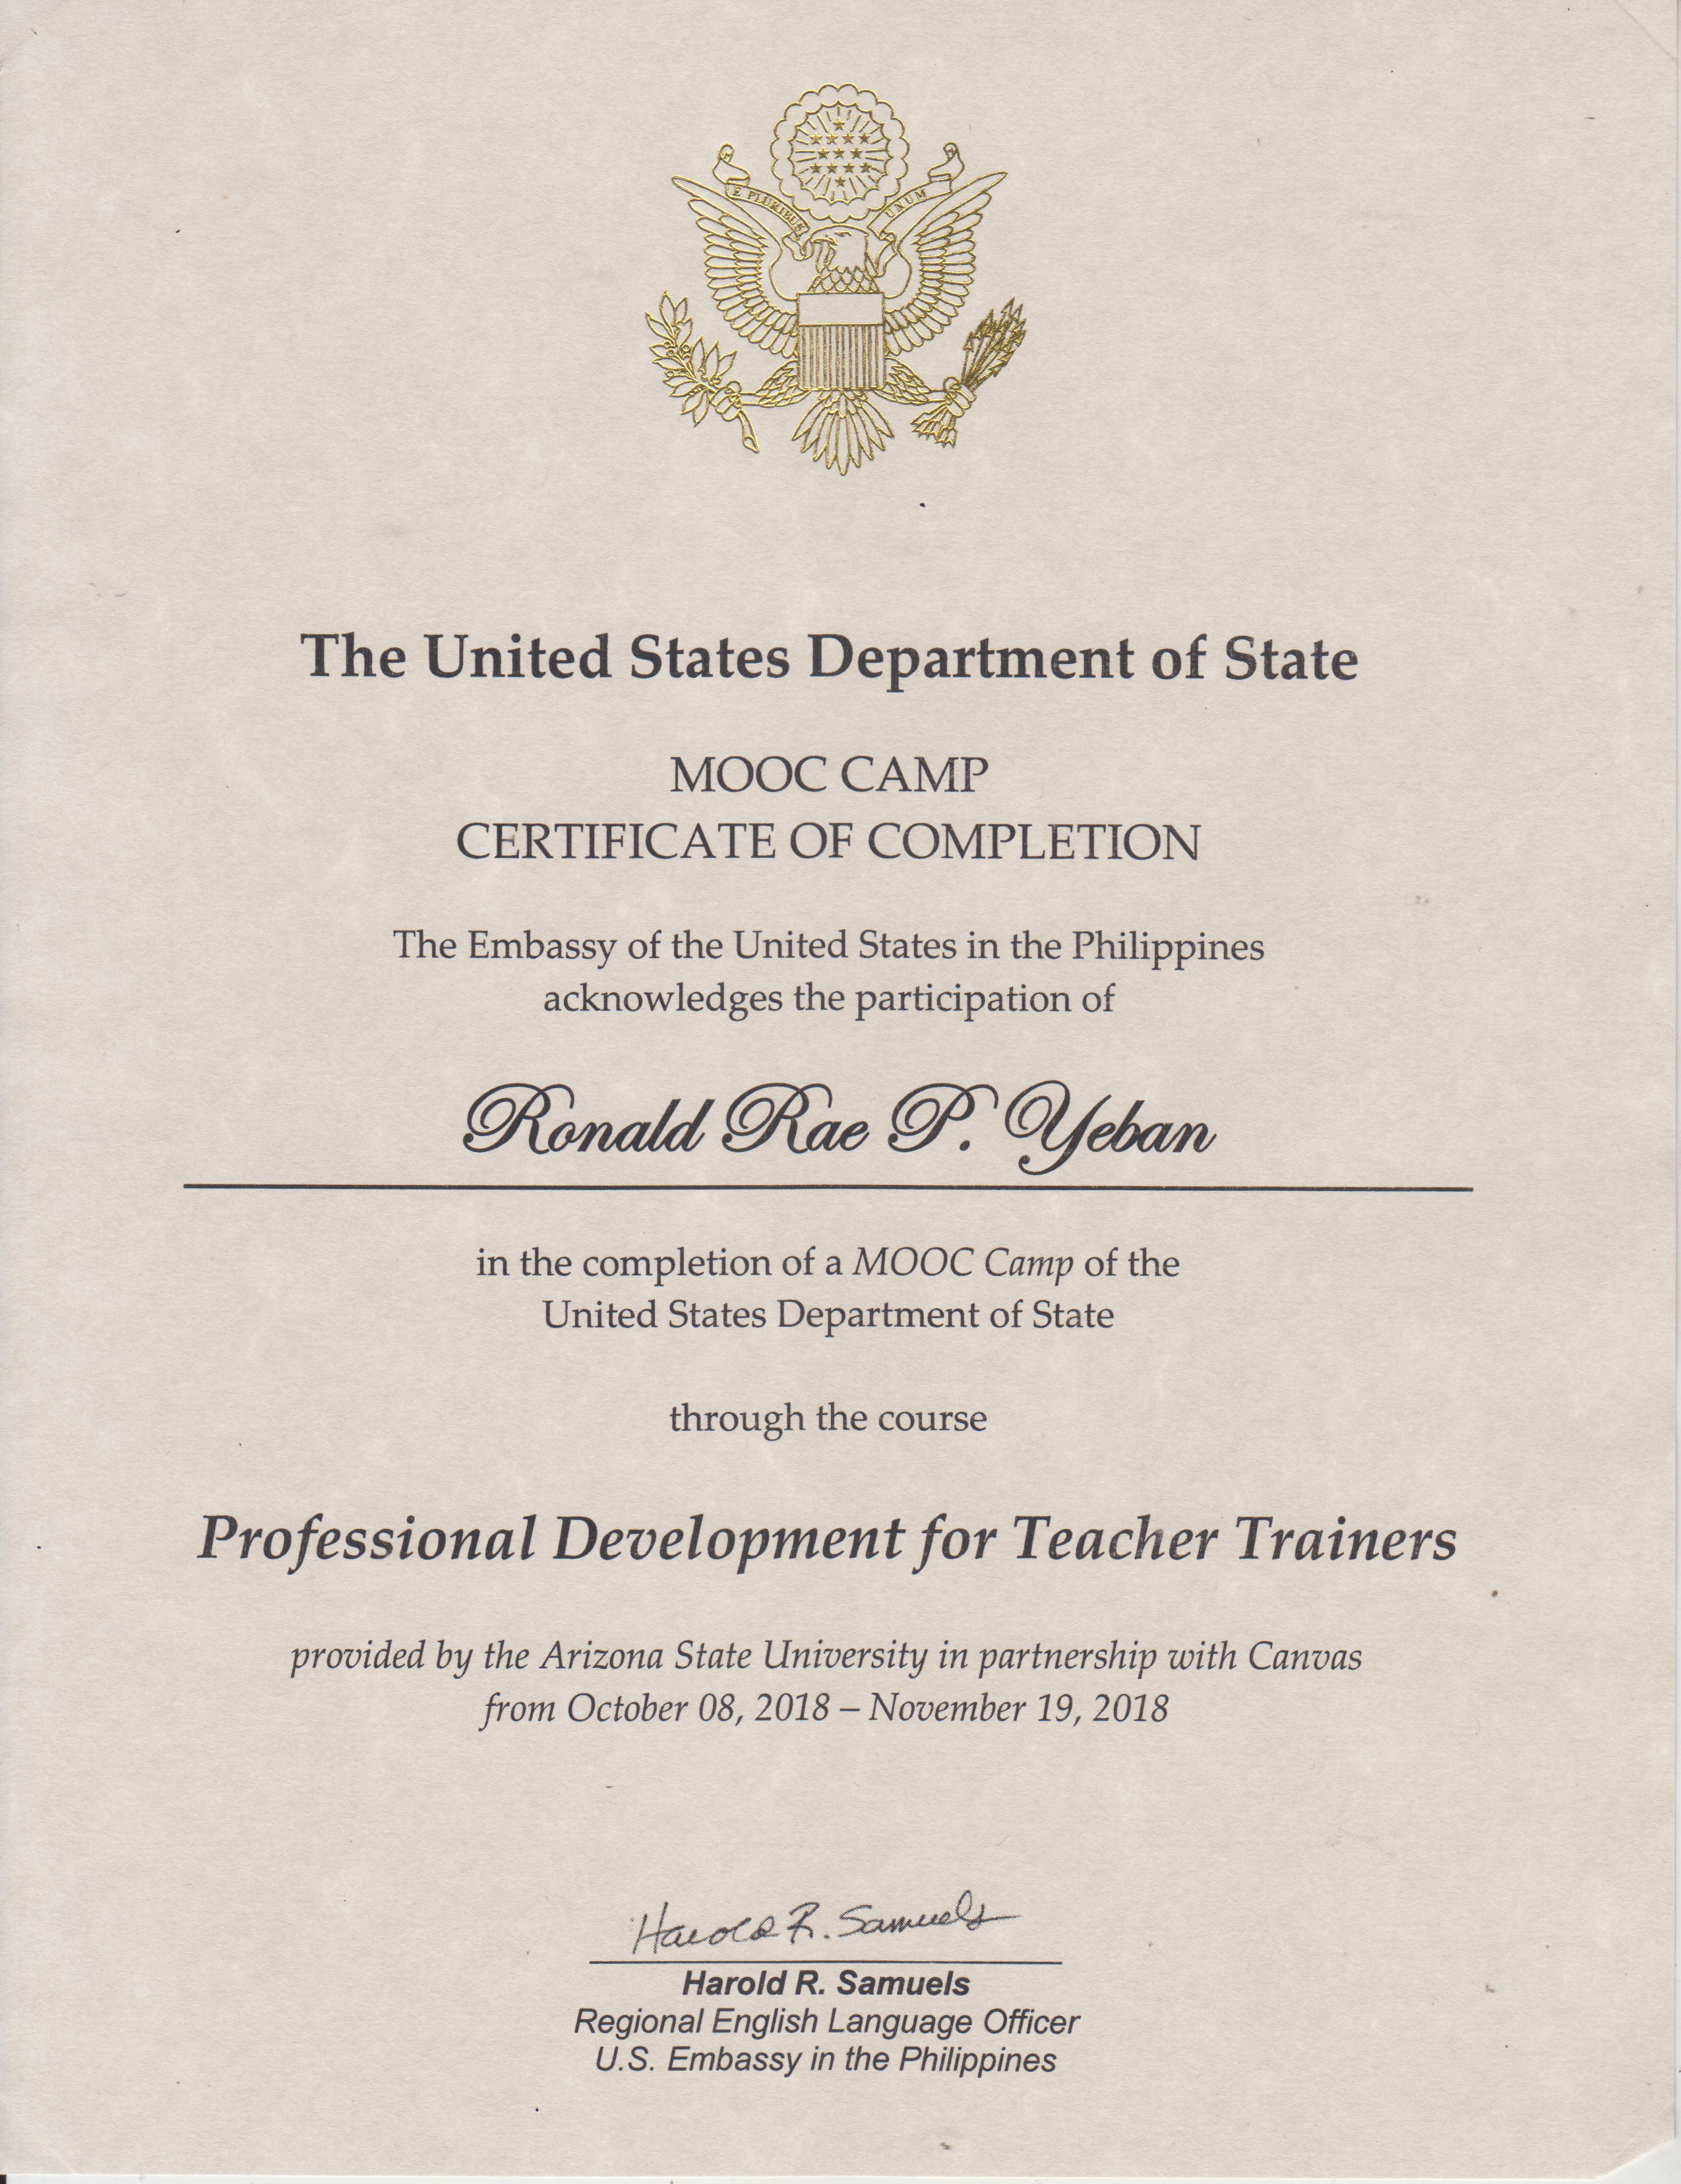 E PLURIBUS UNUM
The United States Department of State
MOOC CAMP
CERTIFICATE OF COMPLETION
The Embassy of the United States in the Philippines
acknowledges the participation of
Ronald Rae P. Yeban
in the completion of a MOOC Camp of the
United States Department of State
through the course
Professional Development for Teacher Trainers
provided by the Arizona State University in partnership with Canvas
from October 08, 2018 – November 19, 2018
Harold R. Samuels
Harold R. Samuels
Regional English Language Officer
U.S. Embassy in the Philippines